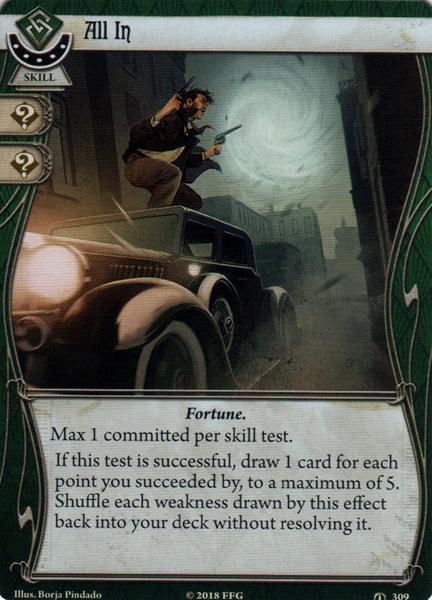 All In
SKILL
?
?
Fortune.
Max 1 committed per skill test.
If this test is successful, draw 1 card for each
point you succeeded by, to a maximum of 5.
Shuffle each weakness drawn by this effect
back into your deck without resolving it.
Illus. Borja Pindado
© 2018 FFG
309